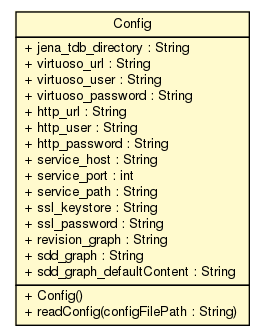 Config
+ jena_tdb_directory : String
+ virtuoso_url : String
+ virtuoso_user : String
+ virtuoso_password : String
+ http_url : String
+ http_user : String
+ http_password : String
+ service_host : String
+ service_port : int
+ service_path : String
+ ssl_keystore : String
+ ssl_password : String
+ revision_graph : String
+ sdd_graph : String
+ sdd_graph_defaultContent : String
+ Config()
+ readConfig(configFilePath : String)